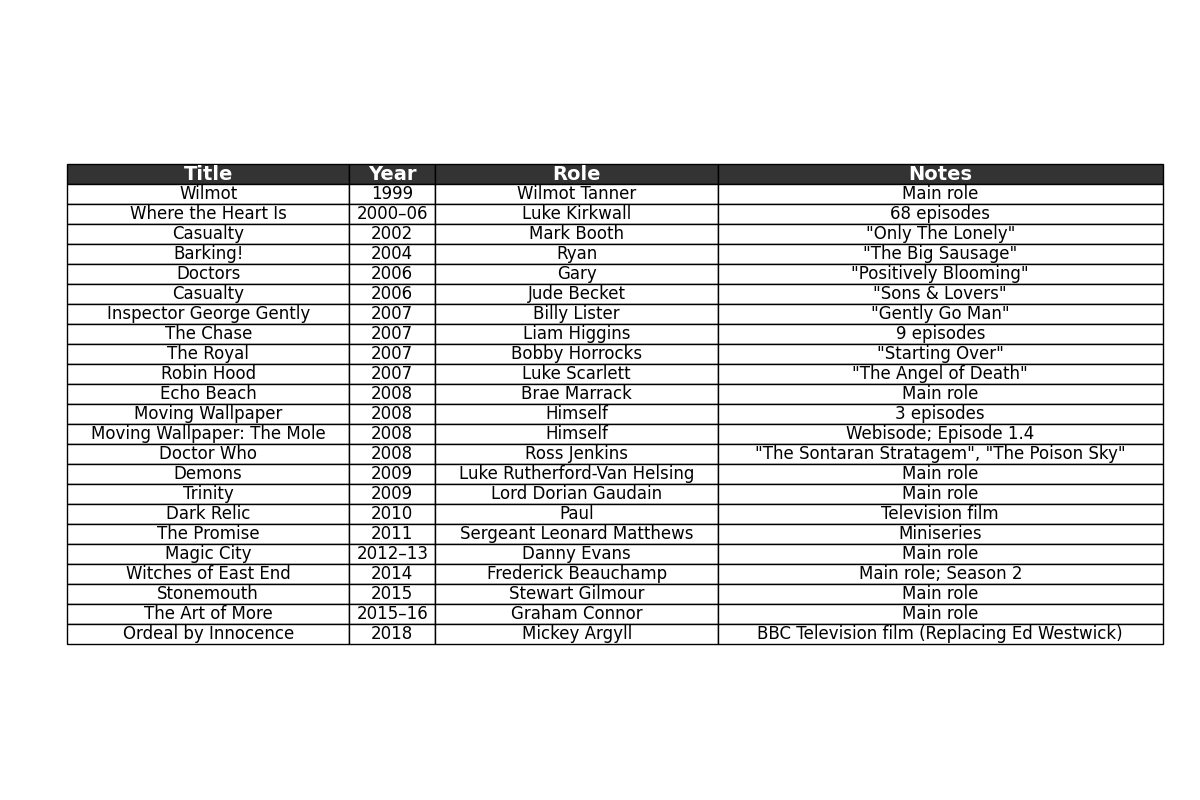 Title Year Role Notes
Wilmot 1999 Wilmot Tanner Main role
Where the Heart Is 2000–06 Luke Kirkwall 68 episodes
Casualty 2002 Mark Booth "Only The Lonely"
Barking! 2004 Ryan "The Big Sausage"
Doctors 2006 Gary "Positively Blooming"
Casualty 2006 Jude Becket "Sons & Lovers"
Inspector George Gently 2007 Billy Lister "Gently Go Man"
The Chase 2007 Liam Higgins 9 episodes
The Royal 2007 Bobby Horrocks "Starting Over"
Robin Hood 2007 Luke Scarlett "The Angel of Death"
Echo Beach 2008 Brae Marrack Main role
Moving Wallpaper 2008 Himself 3 episodes
Moving Wallpaper: The Mole 2008 Himself Webisode; Episode 1.4
Doctor Who 2008 Ross Jenkins "The Sontaran Stratagem", "The Poison Sky"
Demons 2009 Luke Rutherford-Van Helsing Main role
Trinity 2009 Lord Dorian Gaudain Main role
Dark Relic 2010 Paul Television film
The Promise 2011 Sergeant Leonard Matthews Miniseries
Magic City 2012–13 Danny Evans Main role
Witches of East End 2014 Frederick Beauchamp Main role; Season 2
Stonemouth 2015 Stewart Gilmour Main role
The Art of More 2015–16 Graham Connor Main role
Ordeal by Innocence 2018 Mickey Argyll BBC Television film (Replacing Ed Westwick)